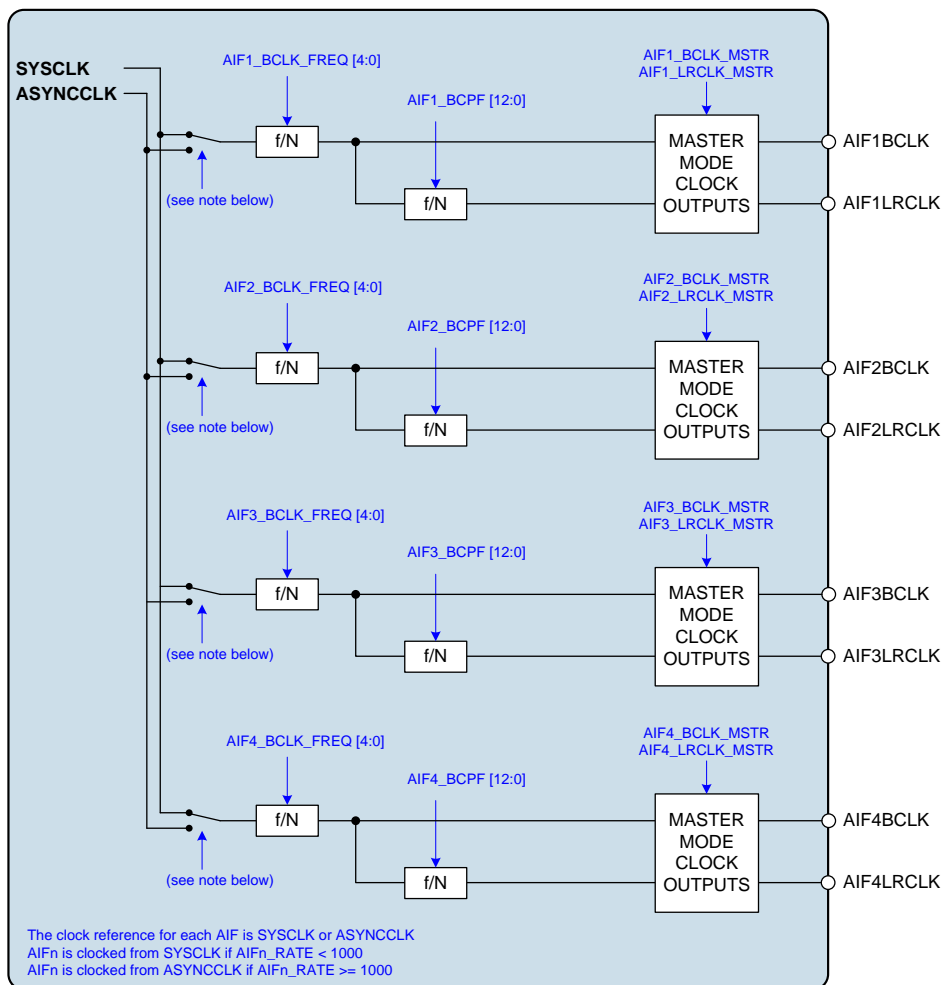 SYSCLK
ASYNCCLK
AIF1_BCLK_FREQ [4:0]
AIF1_BCPF [12:0]
AIF1_BCLK_MSTR
AIF1_LRCLK_MSTR
f/N
(see note below)
f/N
MASTER
MODE
CLOCK
OUTPUTS
AIF1BCLK
AIF1LRCLK
AIF2_BCLK_FREQ [4:0]
AIF2_BCPF [12:0]
AIF2_BCLK_MSTR
AIF2_LRCLK_MSTR
f/N
(see note below)
f/N
MASTER
MODE
CLOCK
OUTPUTS
AIF2BCLK
AIF2LRCLK
AIF3_BCLK_FREQ [4:0]
AIF3_BCPF [12:0]
AIF3_BCLK_MSTR
AIF3_LRCLK_MSTR
f/N
(see note below)
f/N
MASTER
MODE
CLOCK
OUTPUTS
AIF3BCLK
AIF3LRCLK
AIF4_BCLK_FREQ [4:0]
AIF4_BCPF [12:0]
AIF4_BCLK_MSTR
AIF4_LRCLK_MSTR
f/N
(see note below)
f/N
MASTER
MODE
CLOCK
OUTPUTS
AIF4BCLK
AIF4LRCLK
The clock reference for each AIF is SYSCLK or ASYNCCLK
AIFn is clocked from SYSCLK if AIFn_RATE < 1000
AIFn is clocked from ASYNCCLK if AIFn_RATE >= 1000